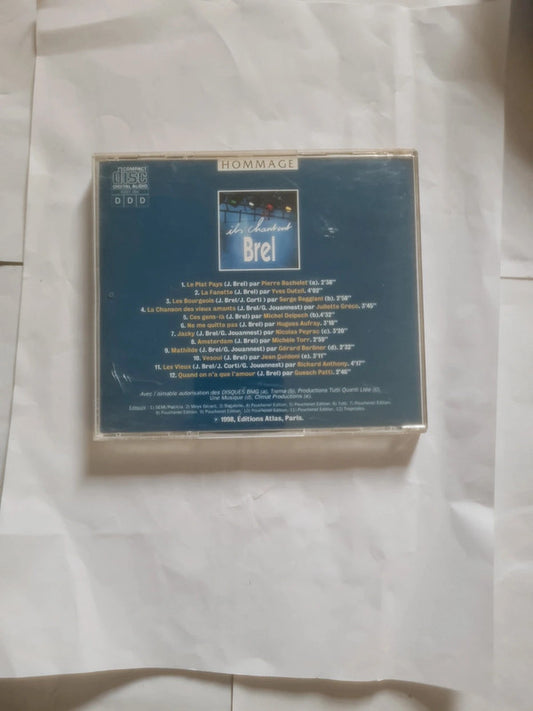 HOMMAGE
COMPACT
disc
DIGITAL AUDIO
D D D
ils chantent
Brel
1. Le Plat Pays (J. Brel) par Pierre Bachelet (a). 2'38"
2. La Fanette (J. Brel) par Yves Duteil. 4'02"
3. Les Bourgeois (J. Brel/J. Corti ) par Serge Reggiani (b). 2'58"
4. La Chanson des vieux amants (J. Brel/G. Jouannest) par Juliette Gréco. 3'45"
5. Ces gens-là (J. Brel) par Michel Delpech (b).4'32"
6. Ne me quitte pas (J. Brel) par Hugues Aufray. 3'18"
7. Jacky (J. Brel/G. Jouannest) par Nicolas Peyrac (c). 3'20"
8. Amsterdam (J. Brel) par Michèle Torr. 3'59"
9. Mathilde (J. Brel/G. Jouannest) par Gérard Berliner (d). 2'32"
10. Vesoul (J. Brel) par Jean Guidoni (e). 3'11"
11. Les Vieux (J. Brel/J. Corti/G. Jouannest) par Richard Anthony. 4'17"
12. Quand on n'a que l'amour (J. Brel) par Guesch Patti. 2'46"
Avec l'aimable autorisation des DISQUES BMG (a), Trema (b), Productions Tutti Quanti Ltée (c),
Une Musique (d), Climat Productions (e).
℗ 1998, Éditions Atlas, Paris.